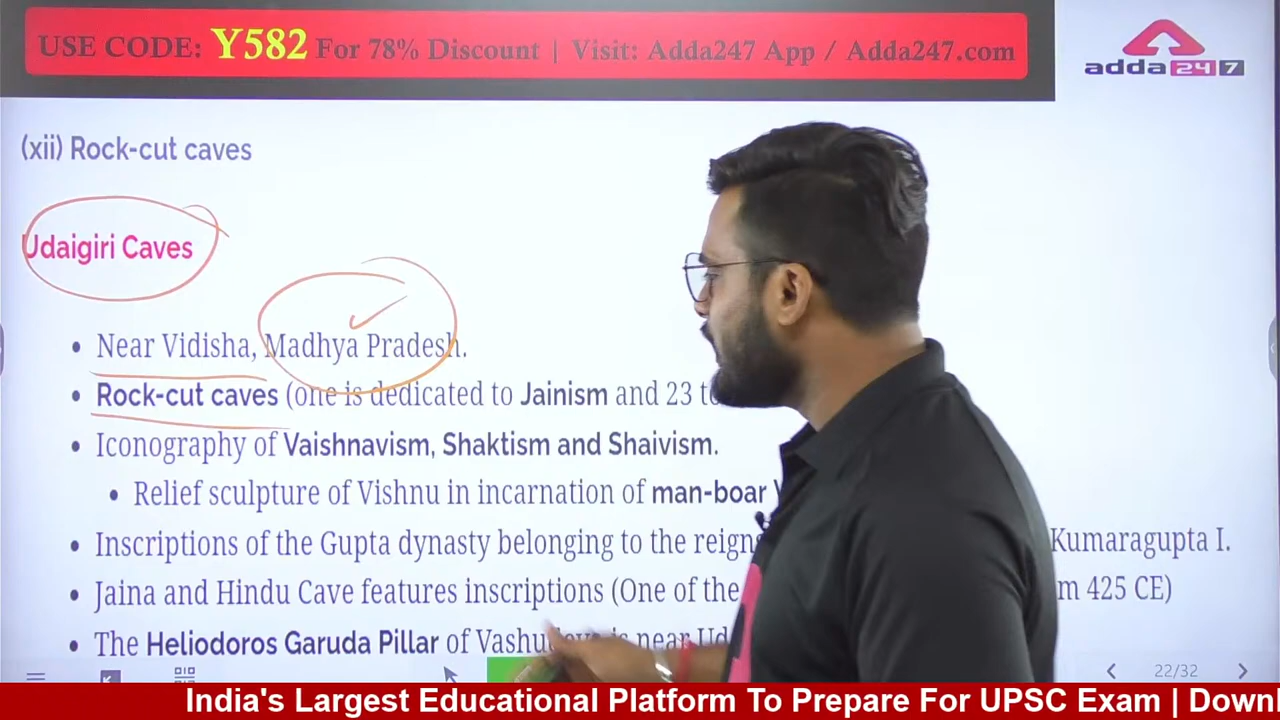 USE CODE: Y582 For 78% Discount | Visit: Adda247 App / Adda247.com
adda247
(xii) Rock-cut caves
Udaigiri Caves
• Near Vidisha, Madhya Pradesh.
• Rock-cut caves (one is dedicated to Jainism and 23 to
• Iconography of Vaishnavism, Shaktism and Shaivism.
• Relief sculpture of Vishnu in incarnation of man-boar
• Inscriptions of the Gupta dynasty belonging to the Kumaragupta I.
• Jaina and Hindu Cave features inscriptions (One of the 425 CE)
• The Heliodoros Garuda Pillar of is near
22/32
India's Largest Educational Platform To Prepare For UPSC Exam |